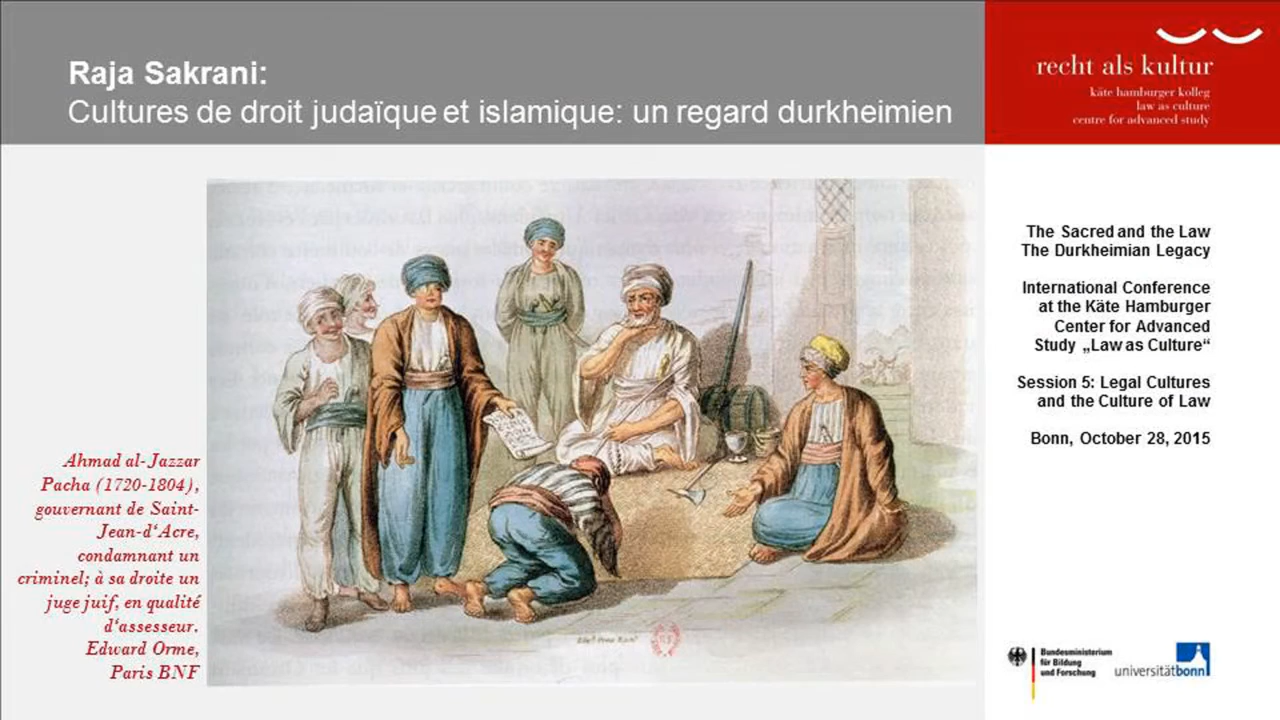 Raja Sakrani:
Cultures de droit judaïque et islamique: un regard durkheimien
recht als kultur
käte hamburger kolleg
law as culture
centre for advanced study
The Sacred and the Law
The Durkheimian Legacy
International Conference
at the Käte Hamburger
Center for Advanced
Study „Law as Culture“
Session 5: Legal Cultures
and the Culture of Law
Bonn, October 28, 2015
Ahmad al-Jazzar
Pacha (1720-1804),
gouvernant de Saint-
Jean-d‘Acre,
condamnant un
criminel; à sa droite un
juge juif, en qualité
d‘assesseur.
Edward Orme,
Paris BNF
Bundesministerium
für Bildung
und Forschung
universitätbonn